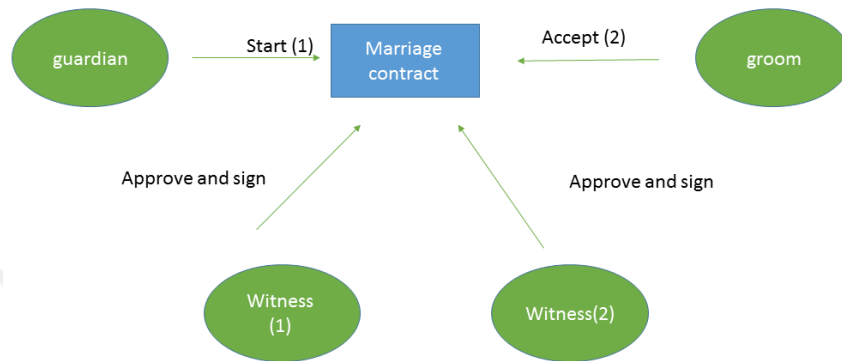 guardian
Start (1)
Marriage
contract
Accept (2)
groom
Approve and sign
Approve and sign
Witness
(1)
Witness(2)